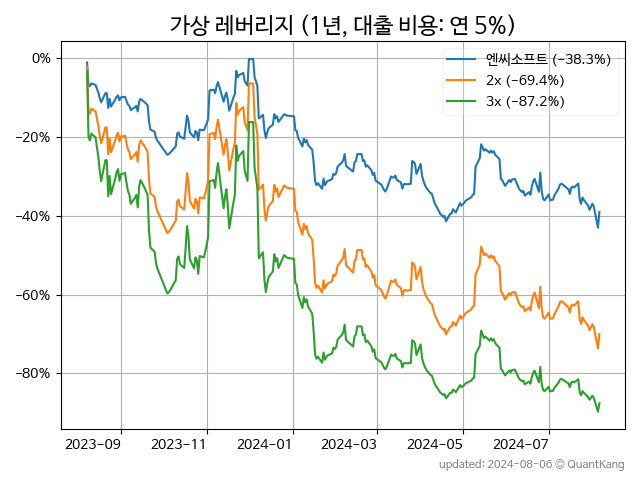 가상 레버리지 (1년, 대출 비용: 연 5%)
엔씨소프트 (−38.3%)
2x (−69.4%)
3x (−87.2%)
0%
−20%
−40%
−60%
−80%
2023-09 2023-11 2024-01 2024-03 2024-05 2024-07
updated: 2024-08-06 © QuantKang